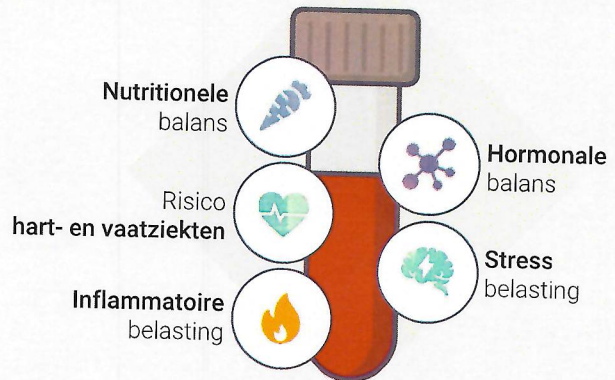 Nutritionele
balans
Hormonale
balans
Risico
hart- en vaatziekten
Stress
belasting
Inflammatoire
belasting